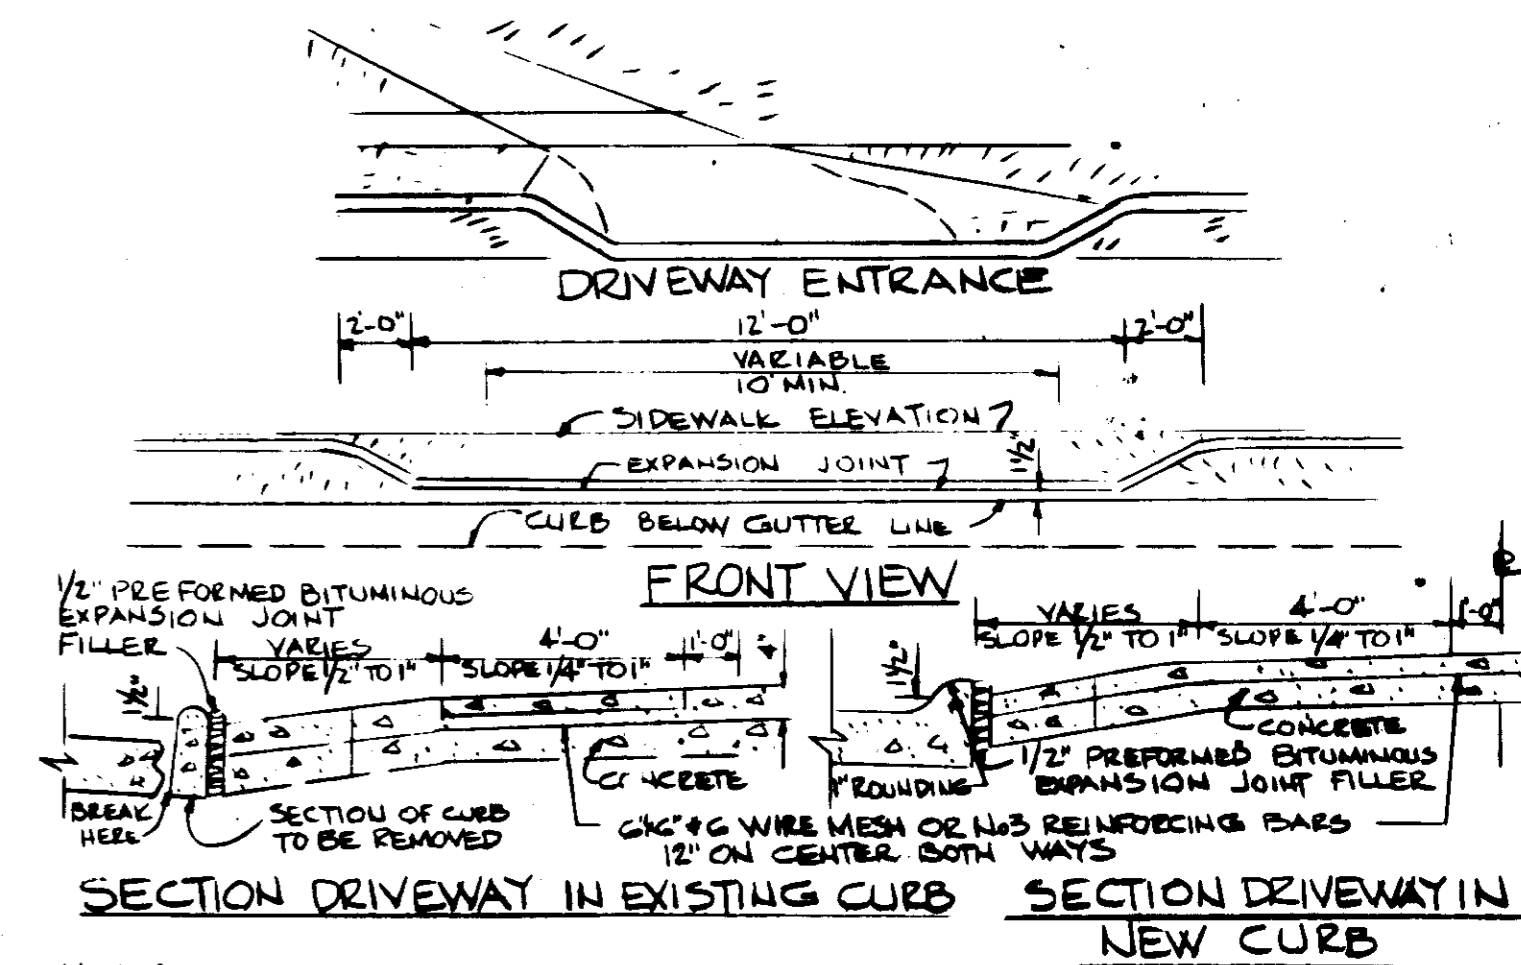 DRIVEWAY ENTRANCE
2'-0" 12'-0" 2'-0"
VARIABLE
10' MIN.
SIDEWALK ELEVATION
1 1/2"
EXPANSION JOINT
CURB BELOW GUTTER LINE
FRONT VIEW
1/2" PREFORMED BITUMINOUS
EXPANSION JOINT
FILLER
VARIES
SLOPE 1/2" TO 1"
4'-0"
SLOPE 1/4" TO 1"
1'-0"
4"
1 1/2"
BREAK
HERE
SECTION OF CURB
TO BE REMOVED
CONCRETE
VARIES
SLOPE 1/2" TO 1"
4'-0"
SLOPE 1/4" TO 1"
1'-0"
1 1/2"
CONCRETE
1/2" PREFORMED BITUMINOUS
EXPANSION JOINT FILLER
1" ROUNDING
6"x6" #6 WIRE MESH OR No3 REINFORCING BARS
12" ON CENTER BOTH WAYS
SECTION DRIVEWAY IN EXISTING CURB
SECTION DRIVEWAY IN
NEW CURB